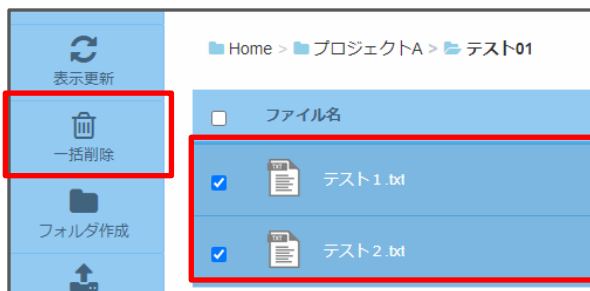 表示更新
一括削除
フォルダ作成
Home > プロジェクトA > テスト01
ファイル名
TXT テスト1.txt
TXT テスト2.txt